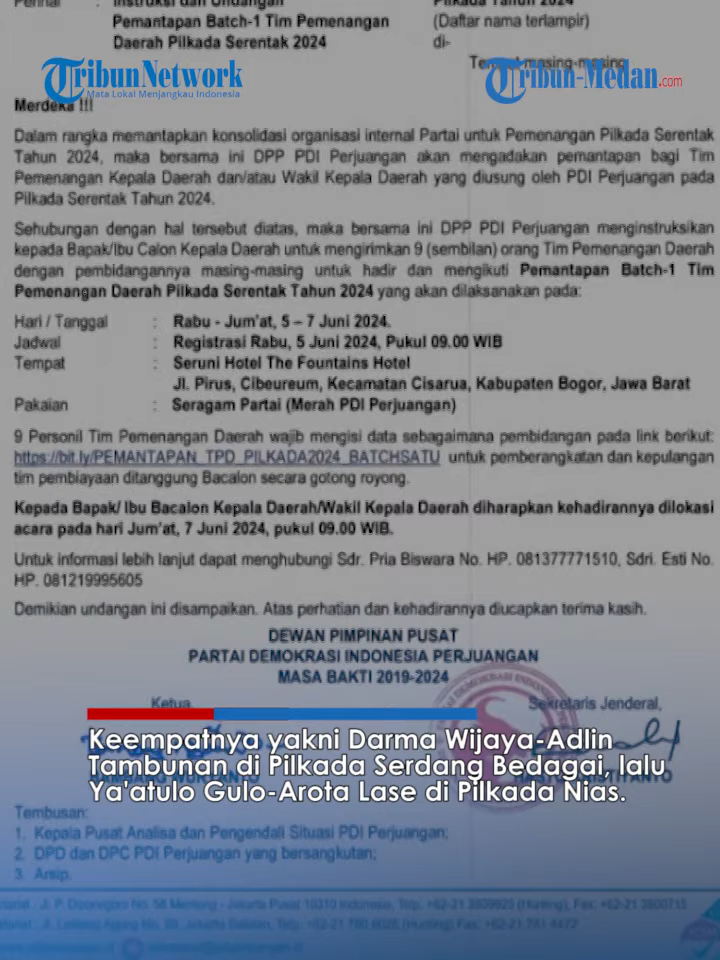 Instruksi dan Undangan
Pemantapan Batch-1 Tim Pemenangan
Daerah Pilkada Serentak 2024
Pilkada Tahun 2024
(Daftar nama terlampir)
di-
Tempat masing-masing
TribunNetwork
Mata Lokal Menjangkau Indonesia
Tribun-Medan.com
Merdeka !!!
Dalam rangka memantapkan konsolidasi organisasi internal Partai untuk Pemenangan Pilkada Serentak
Tahun 2024, maka bersama ini DPP PDI Perjuangan akan mengadakan pemantapan bagi Tim
Pemenangan Kepala Daerah dan/atau Wakil Kepala Daerah yang diusung oleh PDI Perjuangan pada
Pilkada Serentak Tahun 2024.
Sehubungan dengan hal tersebut diatas, maka bersama ini DPP PDI Perjuangan menginstruksikan
kepada Bapak/Ibu Calon Kepala Daerah untuk mengirimkan 9 (sembilan) orang Tim Pemenangan Daerah
dengan pembidangannya masing-masing untuk hadir dan mengikuti Pemantapan Batch-1 Tim
Pemenangan Daerah Pilkada Serentak Tahun 2024 yang akan dilaksanakan pada:
Hari / Tanggal : Rabu - Jum'at, 5 – 7 Juni 2024.
Jadwal : Registrasi Rabu, 5 Juni 2024, Pukul 09.00 WIB
Tempat : Seruni Hotel The Fountains Hotel
Jl. Pirus, Cibeureum, Kecamatan Cisarua, Kabupaten Bogor, Jawa Barat
Pakaian : Seragam Partai (Merah PDI Perjuangan)
9 Personil Tim Pemenangan Daerah wajib mengisi data sebagaimana pembidangan pada link berikut:
https://bit.ly/PEMANTAPAN_TPD_PILKADA2024_BATCHSATU untuk pemberangkatan dan kepulangan
tim pembiayaan ditanggung Bacalon secara gotong royong.
Kepada Bapak/ Ibu Bacalon Kepala Daerah/Wakil Kepala Daerah diharapkan kehadirannya dilokasi
acara pada hari Jum'at, 7 Juni 2024, pukul 09.00 WIB.
Untuk informasi lebih lanjut dapat menghubungi Sdr. Pria Biswara No. HP. 081377771510, Sdri. Esti No.
HP. 081219995605
Demikian undangan ini disampaikan. Atas perhatian dan kehadirannya diucapkan terima kasih.
DEWAN PIMPINAN PUSAT
PARTAI DEMOKRASI INDONESIA PERJUANGAN
MASA BAKTI 2019-2024
Ketua,
Sekretaris Jenderal,
Keempatnya yakni Darma Wijaya-Adlin
Tambunan di Pilkada Serdang Bedagai, lalu
Ya'atulo Gulo-Arota Lase di Pilkada Nias.
Tembusan:
1. Kepala Pusat Analisa dan Pengendali Situasi PDI Perjuangan;
2. DPD dan DPC PDI Perjuangan yang bersangkutan;
3. Arsip.